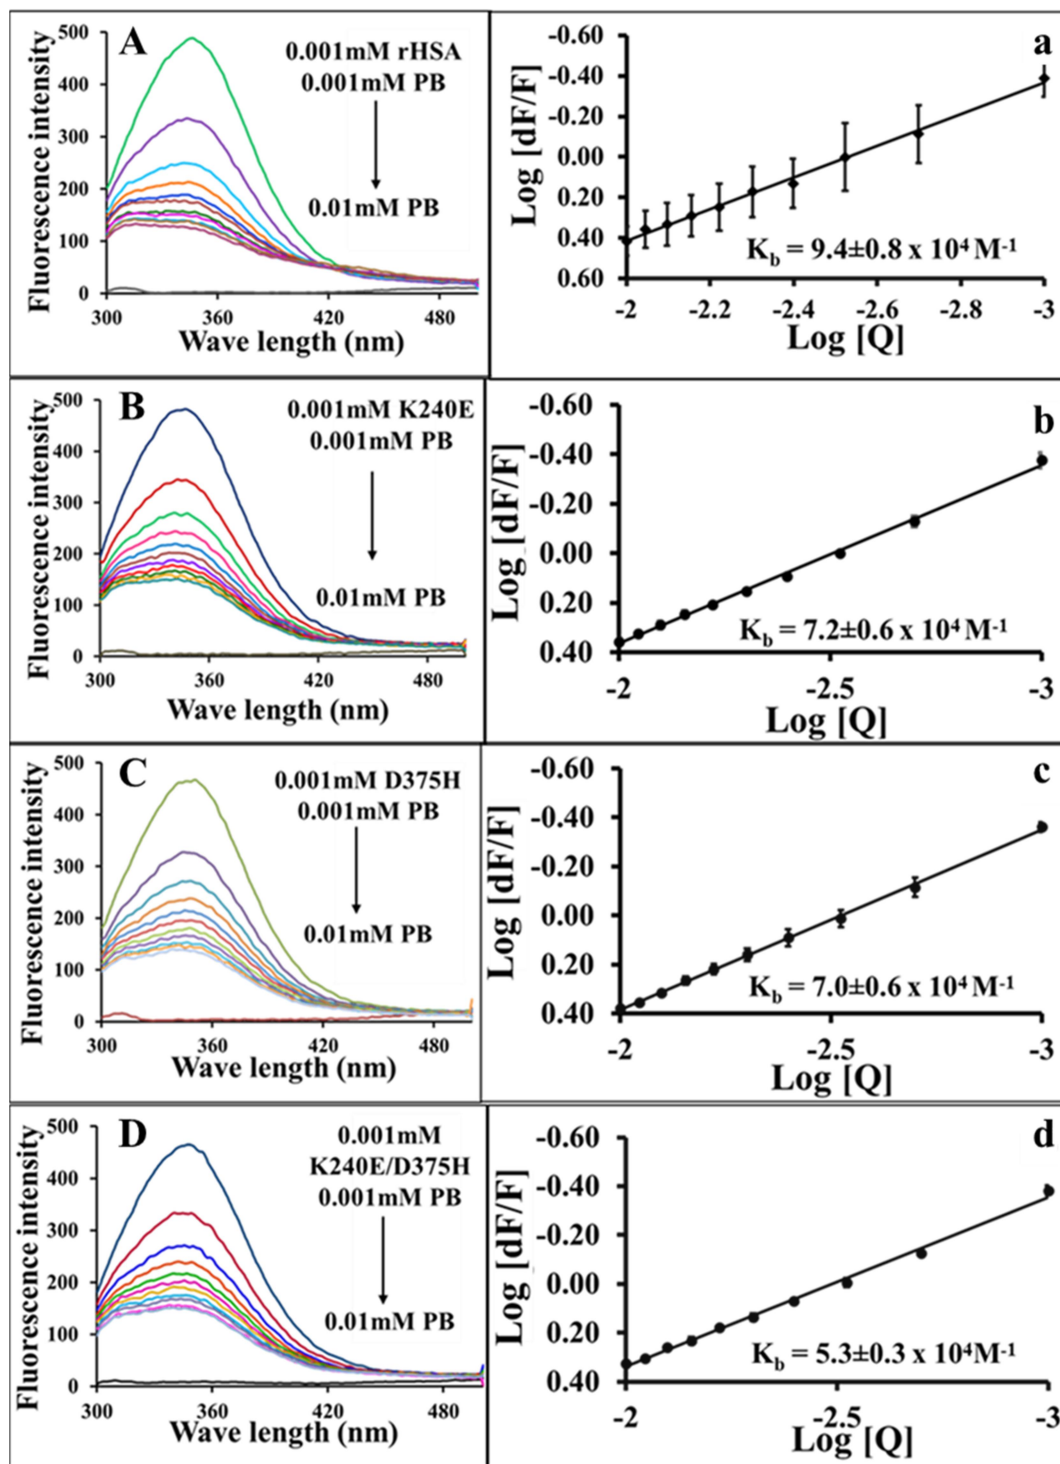 A
0.001mM rHSA
0.001mM PB
0.01mM PB
Fluorescence intensity
500
400
300
200
100
0
300 360 420 480
Wave length (nm)
a
Log [dF/F]
-0.60
-0.40
-0.20
0.00
0.20
0.40
0.60
Kb = 9.4±0.8 x 10⁴ M⁻¹
-2 -2.2 -2.4 -2.6 -2.8 -3
Log [Q]
B
0.001mM K240E
0.001mM PB
0.01mM PB
Fluorescence intensity
500
400
300
200
100
0
300 360 420 480
Wave length (nm)
b
Log [dF/F]
-0.60
-0.40
-0.20
0.00
0.20
0.40
Kb = 7.2±0.6 x 10⁴ M⁻¹
-2 -2.5 -3
Log [Q]
C
0.001mM D375H
0.001mM PB
0.01mM PB
Fluorescence intensity
500
400
300
200
100
0
300 360 420 480
Wave length (nm)
c
Log [dF/F]
-0.60
-0.40
-0.20
0.00
0.20
0.40
Kb = 7.0±0.6 x 10⁴ M⁻¹
-2 -2.5 -3
Log [Q]
D
0.001mM
K240E/D375H
0.001mM PB
0.01mM PB
Fluorescence intensity
500
400
300
200
100
0
300 360 420 480
Wave length (nm)
d
Log [dF/F]
-0.60
-0.40
-0.20
0.00
0.20
0.40
Kb = 5.3±0.3 x 10⁴M⁻¹
-2 -2.5 -3
Log [Q]